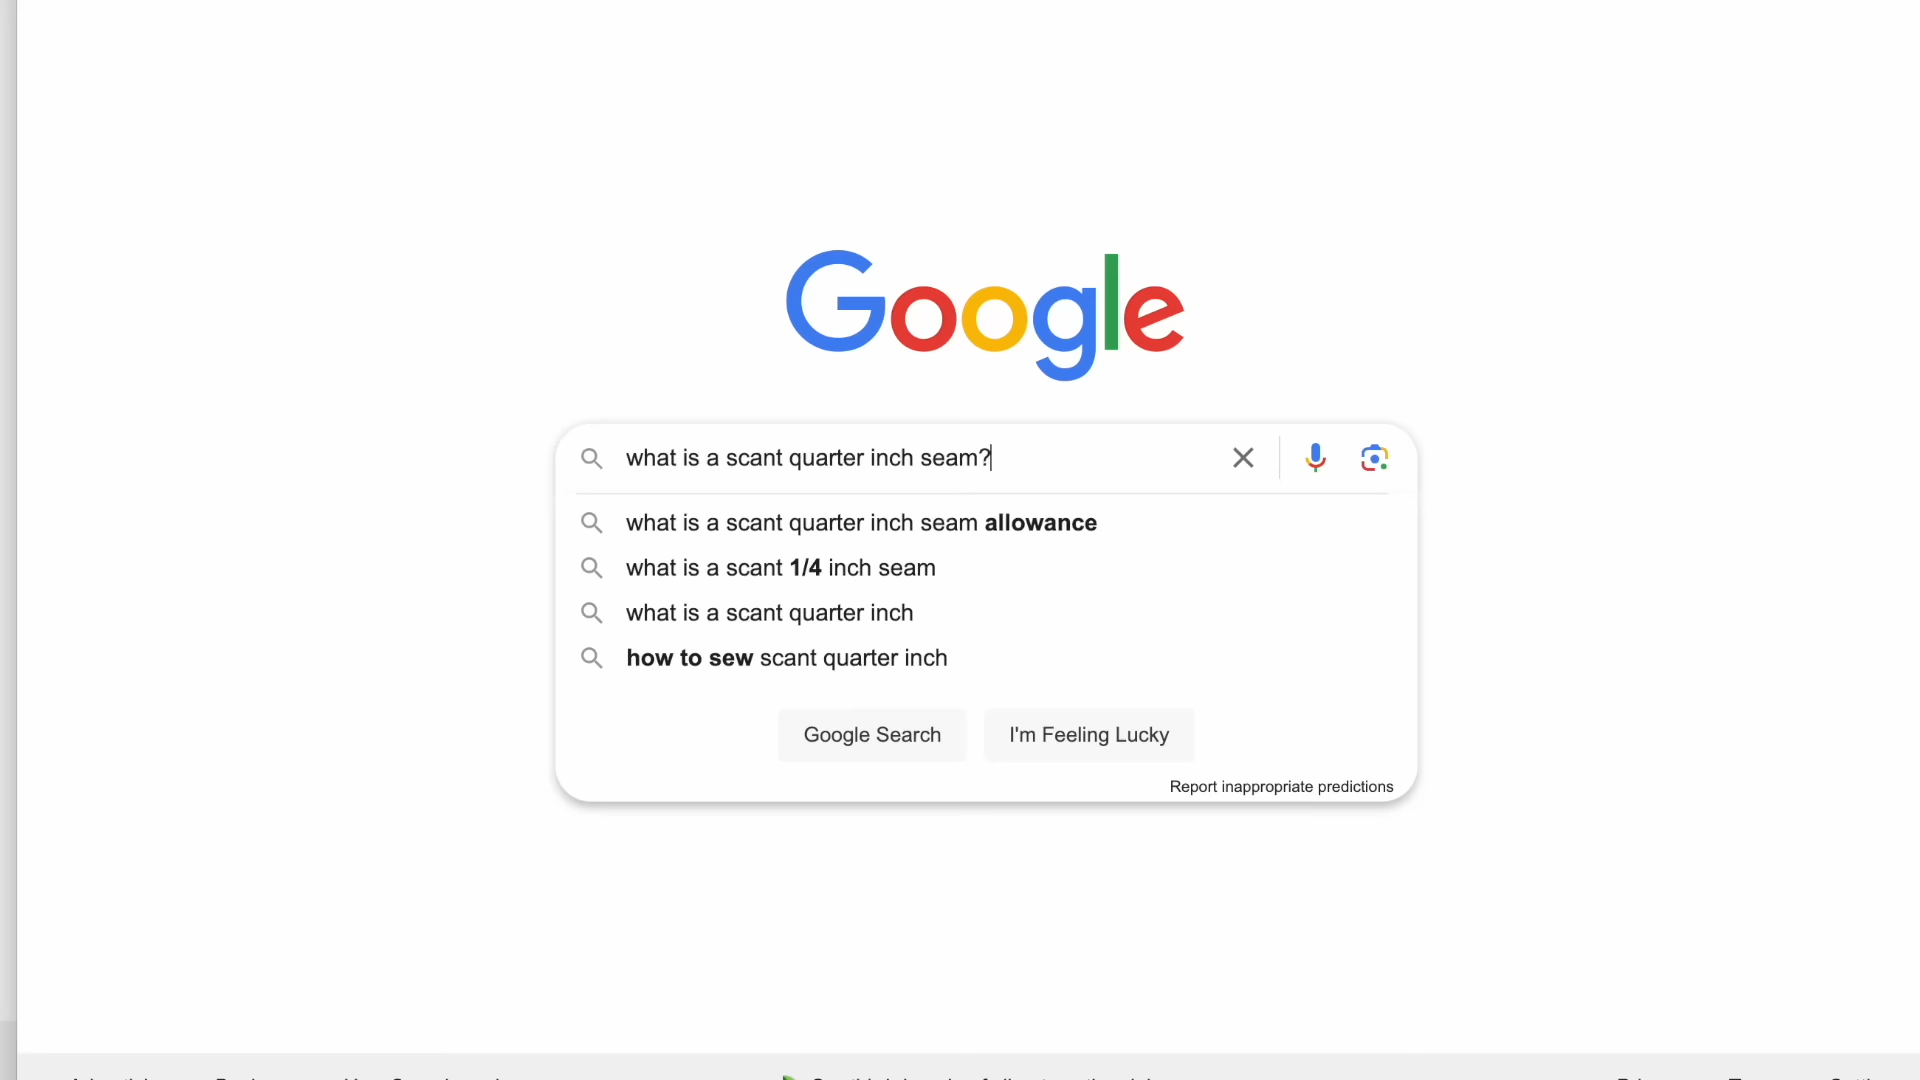 Google
what is a scant quarter inch seam?
what is a scant quarter inch seam allowance
what is a scant 1/4 inch seam
what is a scant quarter inch
how to sew scant quarter inch
Google Search
I'm Feeling Lucky
Report inappropriate predictions